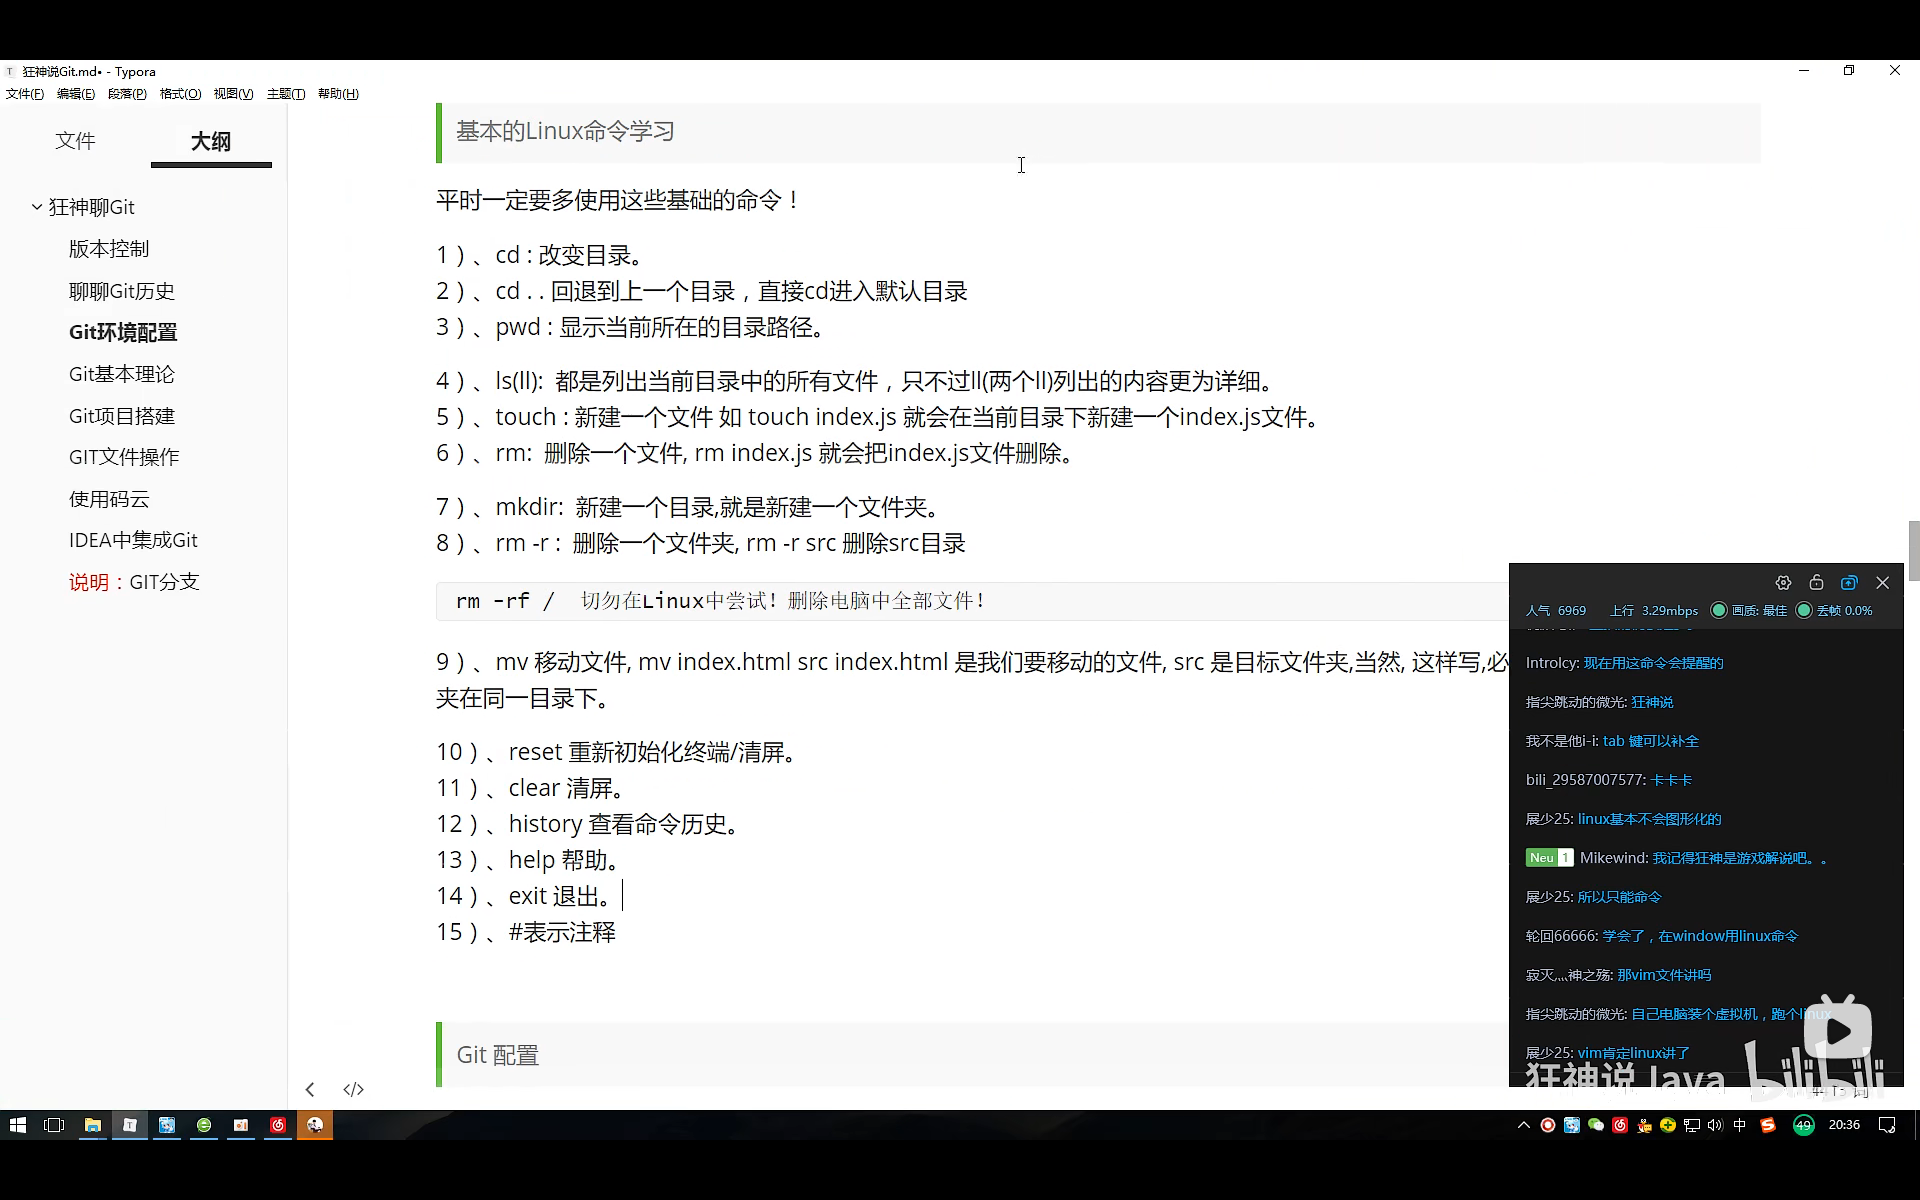 狂神说Git.md• - Typora
文件(F) 编辑(E) 段落(P) 格式(O) 视图(V) 主题(T) 帮助(H)
文件 大纲
狂神聊Git
版本控制
聊聊Git历史
Git环境配置
Git基本理论
Git项目搭建
GIT文件操作
使用码云
IDEA中集成Git
说明：GIT分支
基本的Linux命令学习
平时一定要多使用这些基础的命令！
1）、cd : 改变目录。
2）、cd . . 回退到上一个目录，直接cd进入默认目录
3）、pwd : 显示当前所在的目录路径。
4）、ls(ll): 都是列出当前目录中的所有文件，只不过ll(两个ll)列出的内容更为详细。
5）、touch : 新建一个文件 如 touch index.js 就会在当前目录下新建一个index.js文件。
6）、rm: 删除一个文件, rm index.js 就会把index.js文件删除。
7）、mkdir: 新建一个目录,就是新建一个文件夹。
8）、rm -r : 删除一个文件夹, rm -r src 删除src目录
rm -rf / 切勿在Linux中尝试！删除电脑中全部文件！
9）、mv 移动文件, mv index.html src index.html 是我们要移动的文件, src 是目标文件夹,当然, 这样写,必
夹在同一目录下。
10）、reset 重新初始化终端/清屏。
11）、clear 清屏。
12）、history 查看命令历史。
13）、help 帮助。
14）、exit 退出。
15）、#表示注释
Git 配置
人气 6969 上行 3.29mbps 画质: 最佳 丢帧 0.0%
Introlcy: 现在用这命令会提醒的
指尖跳动的微光: 狂神说
我不是他i-i: tab 键可以补全
bili_29587007577: 卡卡卡
展少25: linux基本不会图形化的
Neu 1 Mikewind: 我记得狂神是游戏解说吧。。
展少25: 所以只能命令
轮回66666: 学会了，在window用linux命令
寂灭灬神之殇: 那vim文件讲吗
指尖跳动的微光: 自己电脑装个虚拟机，跑个linux
展少25: vim肯定linux讲了
狂神说Java bilibili
中 49 20:36